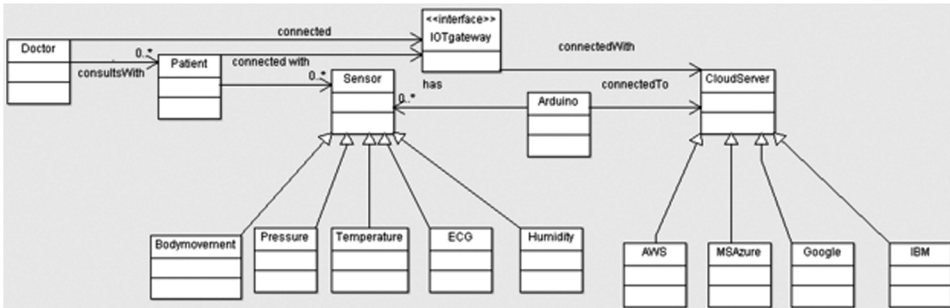 <<interface>>
IOTgateway
connected
Doctor
consultsWith
0..*
Patient
connected with
0..*
Sensor
has
0..*
Arduino
connectedWith
connectedTo
CloudServer
Bodymovement
Pressure
Temperature
ECG
Humidity
AWS
MSAzure
Google
IBM